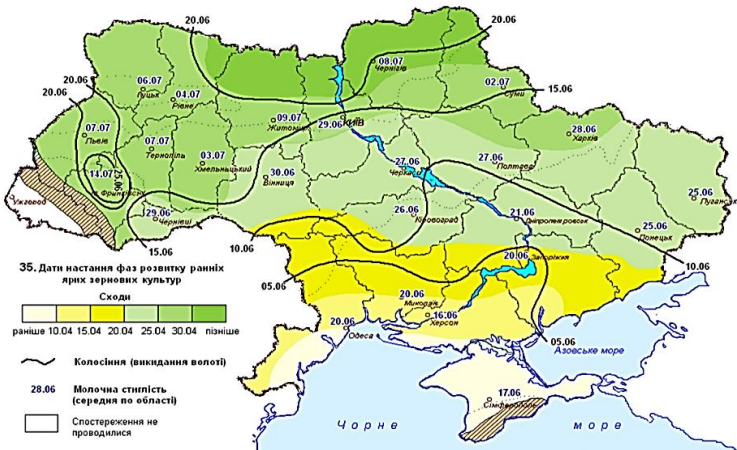 20.06
20.06
20.06
20.06
15.06
08.07
Чернігів
06.07
Луцьк
04.07
Рівне
02.07
Суми
09.07
Житомир
29.06
КИЇВ
28.06
Харків
07.07
Львів
07.07
Тернопіль
03.07
Хмельницький
30.06
Вінниця
27.06
Черкаси
27.06
Полтава
14.07
25.06
Ужгород
29.06
Чернівці
15.06
26.06
Кіровоград
21.06
Дніпропетровськ
25.06
Луганськ
25.06
Донецьк
10.06
10.06
05.06
20.06
Запоріжжя
20.06
Миколаїв
16.06
Херсон
20.06
Одеса
05.06
Азовське море
17.06
Сімферополь
Чорне море
35. Дати настання фаз розвитку ранніх
ярих зернових культур
Сходи
раніше 10.04 15.04 20.04 25.04 30.04 пізніше
Колосіння (викидання волоті)
28.06 Молочна стиглість
(середня по області)
Спостереження не
проводилися